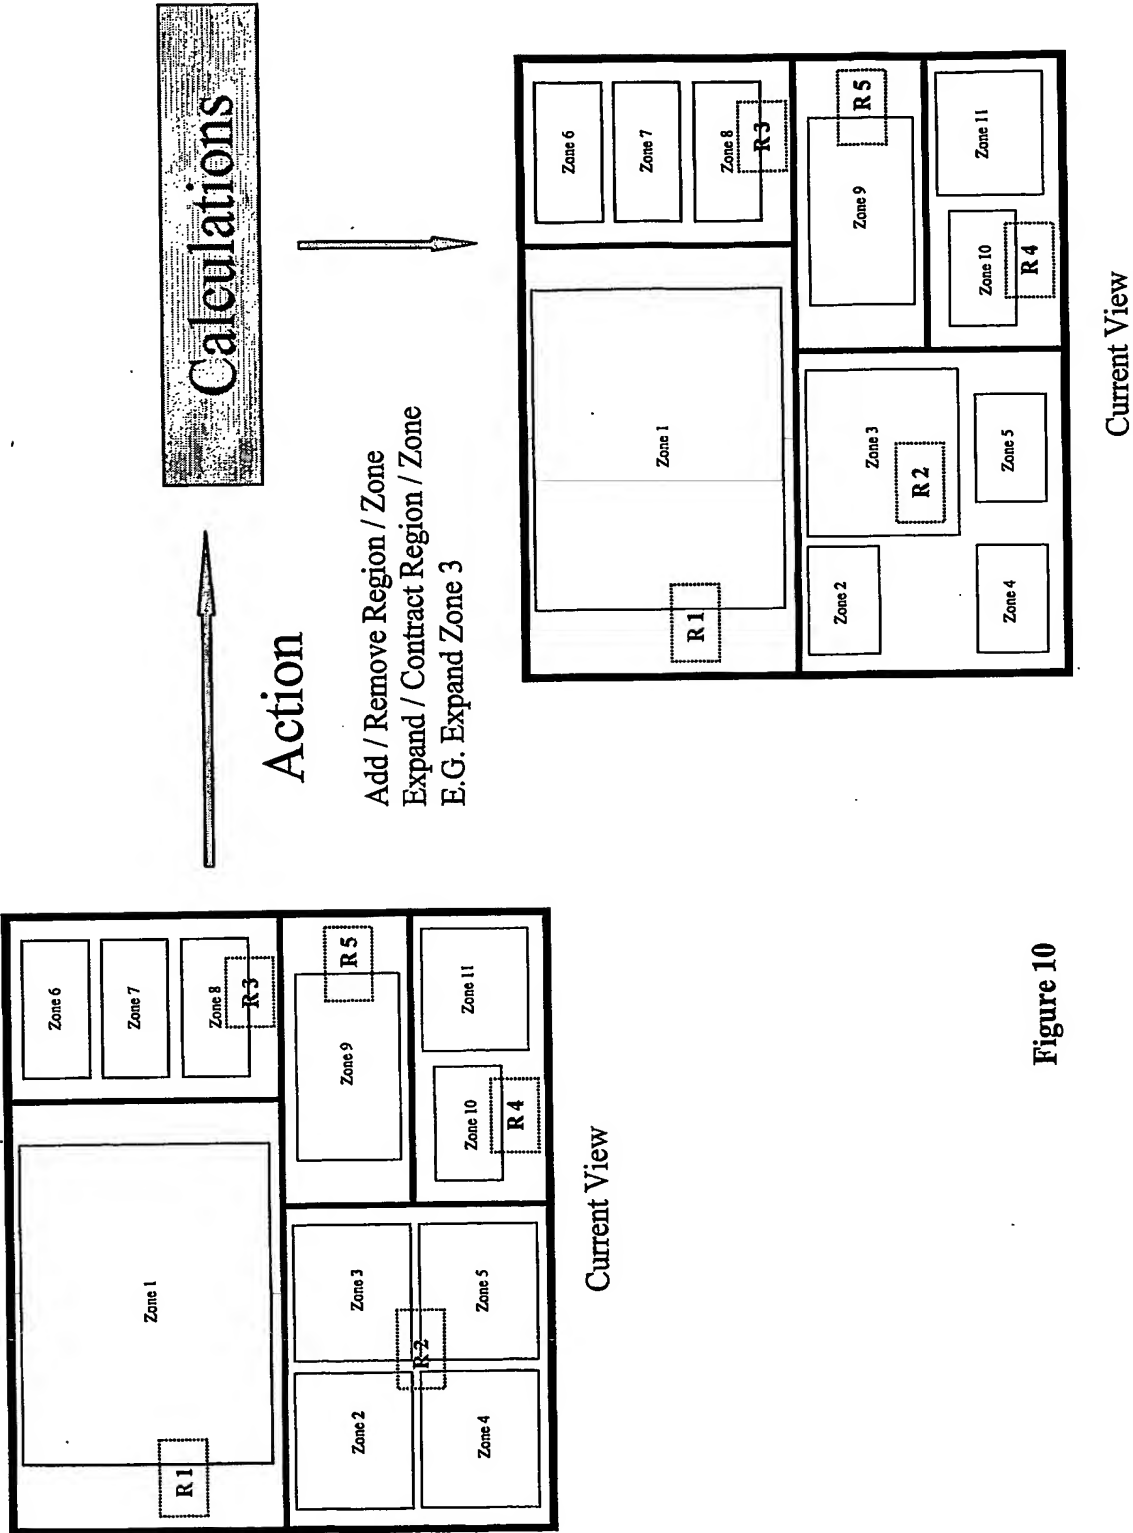 Zone 1
R 1
Zone 6
Zone 7
Zone 8
R 3
Zone 2
Zone 3
R 2
Zone 4
Zone 5
Zone 9
R 5
Zone 10
Zone 11
R 4
Current View
Action
Add / Remove Region / Zone
Expand / Contract Region / Zone
E.G. Expand Zone 3
Calculations
Zone 1
R 1
Zone 6
Zone 7
Zone 8
R 3
Zone 2
Zone 3
R 2
Zone 4
Zone 5
Zone 9
R 5
Zone 10
Zone 11
R 4
Current View
Figure 10